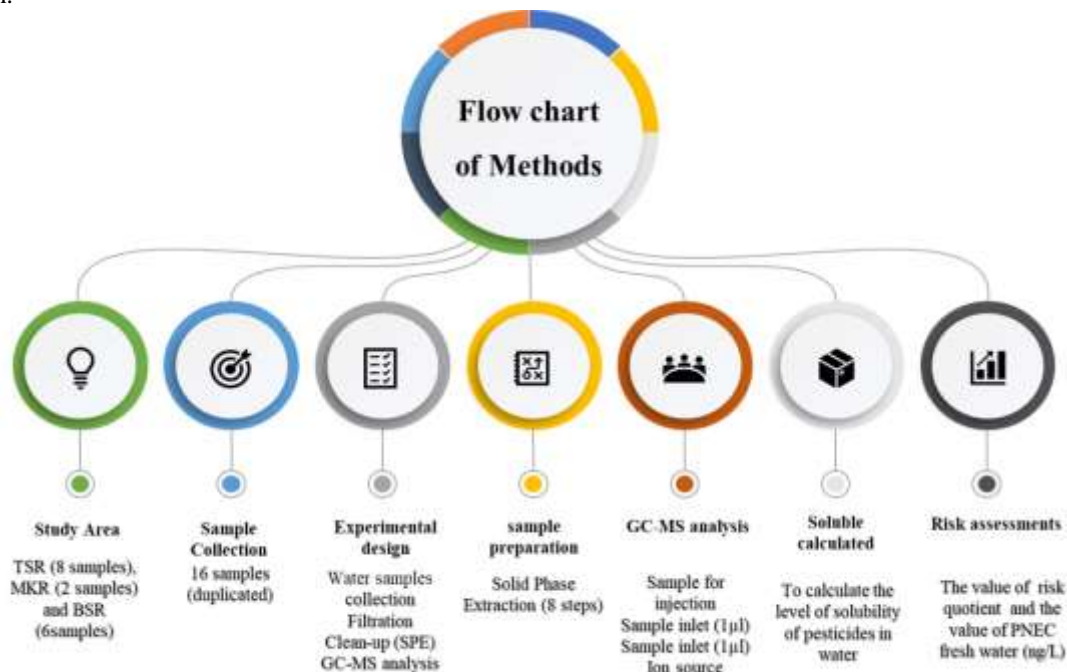 Flow chart
of Methods
Study Area
TSR (8 samples),
MKR (2 samples)
and BSR
(6samples)
Sample
Collection
16 samples
(duplicated)
Experimental
design
Water samples
collection
Filtration
Clean-up (SPE)
GC-MS analysis
sample
preparation
Solid Phase
Extraction (8 steps)
GC-MS analysis
Sample for
injection
Sample inlet (1µl)
Sample inlet (1µl)
Ion source
Soluble
calculated
To calculate the
level of solubility
of pesticides in
water
Risk assessments
The value of risk
quotient and the
value of PNEC
fresh water (ng/L)